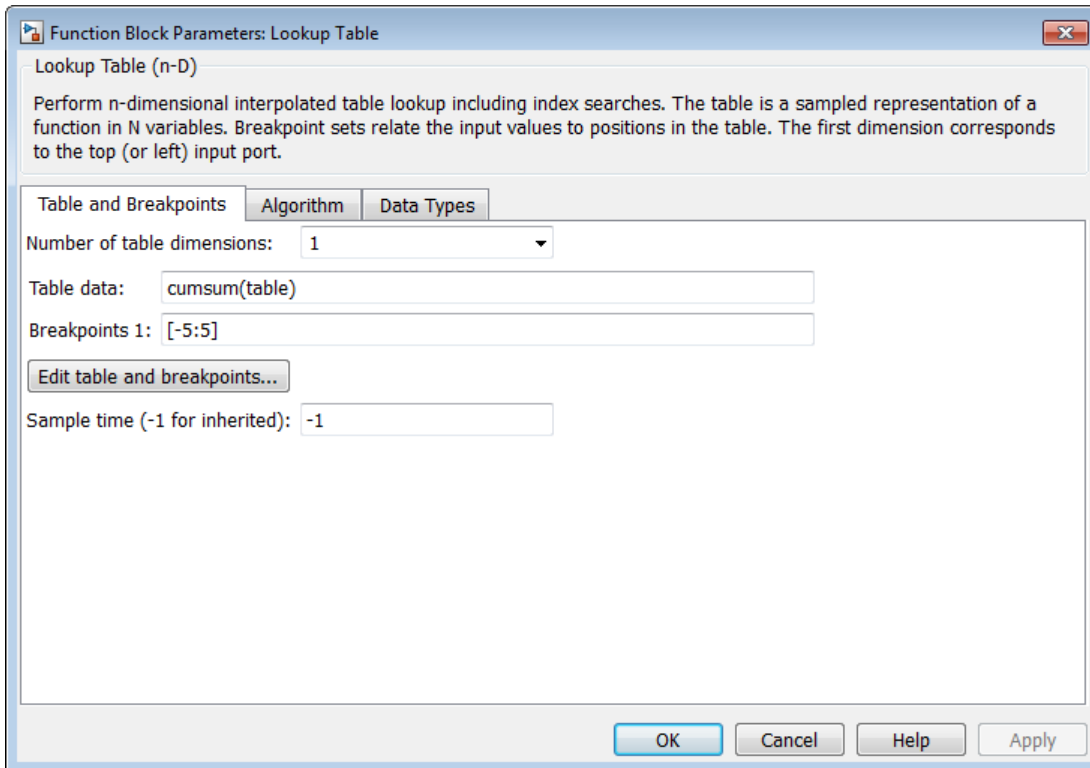 Function Block Parameters: Lookup Table
Lookup Table (n-D)
Perform n-dimensional interpolated table lookup including index searches. The table is a sampled representation of a
function in N variables. Breakpoint sets relate the input values to positions in the table. The first dimension corresponds
to the top (or left) input port.
Table and Breakpoints Algorithm Data Types
Number of table dimensions: 1
Table data: cumsum(table)
Breakpoints 1: [-5:5]
Edit table and breakpoints...
Sample time (-1 for inherited): -1
OK Cancel Help Apply